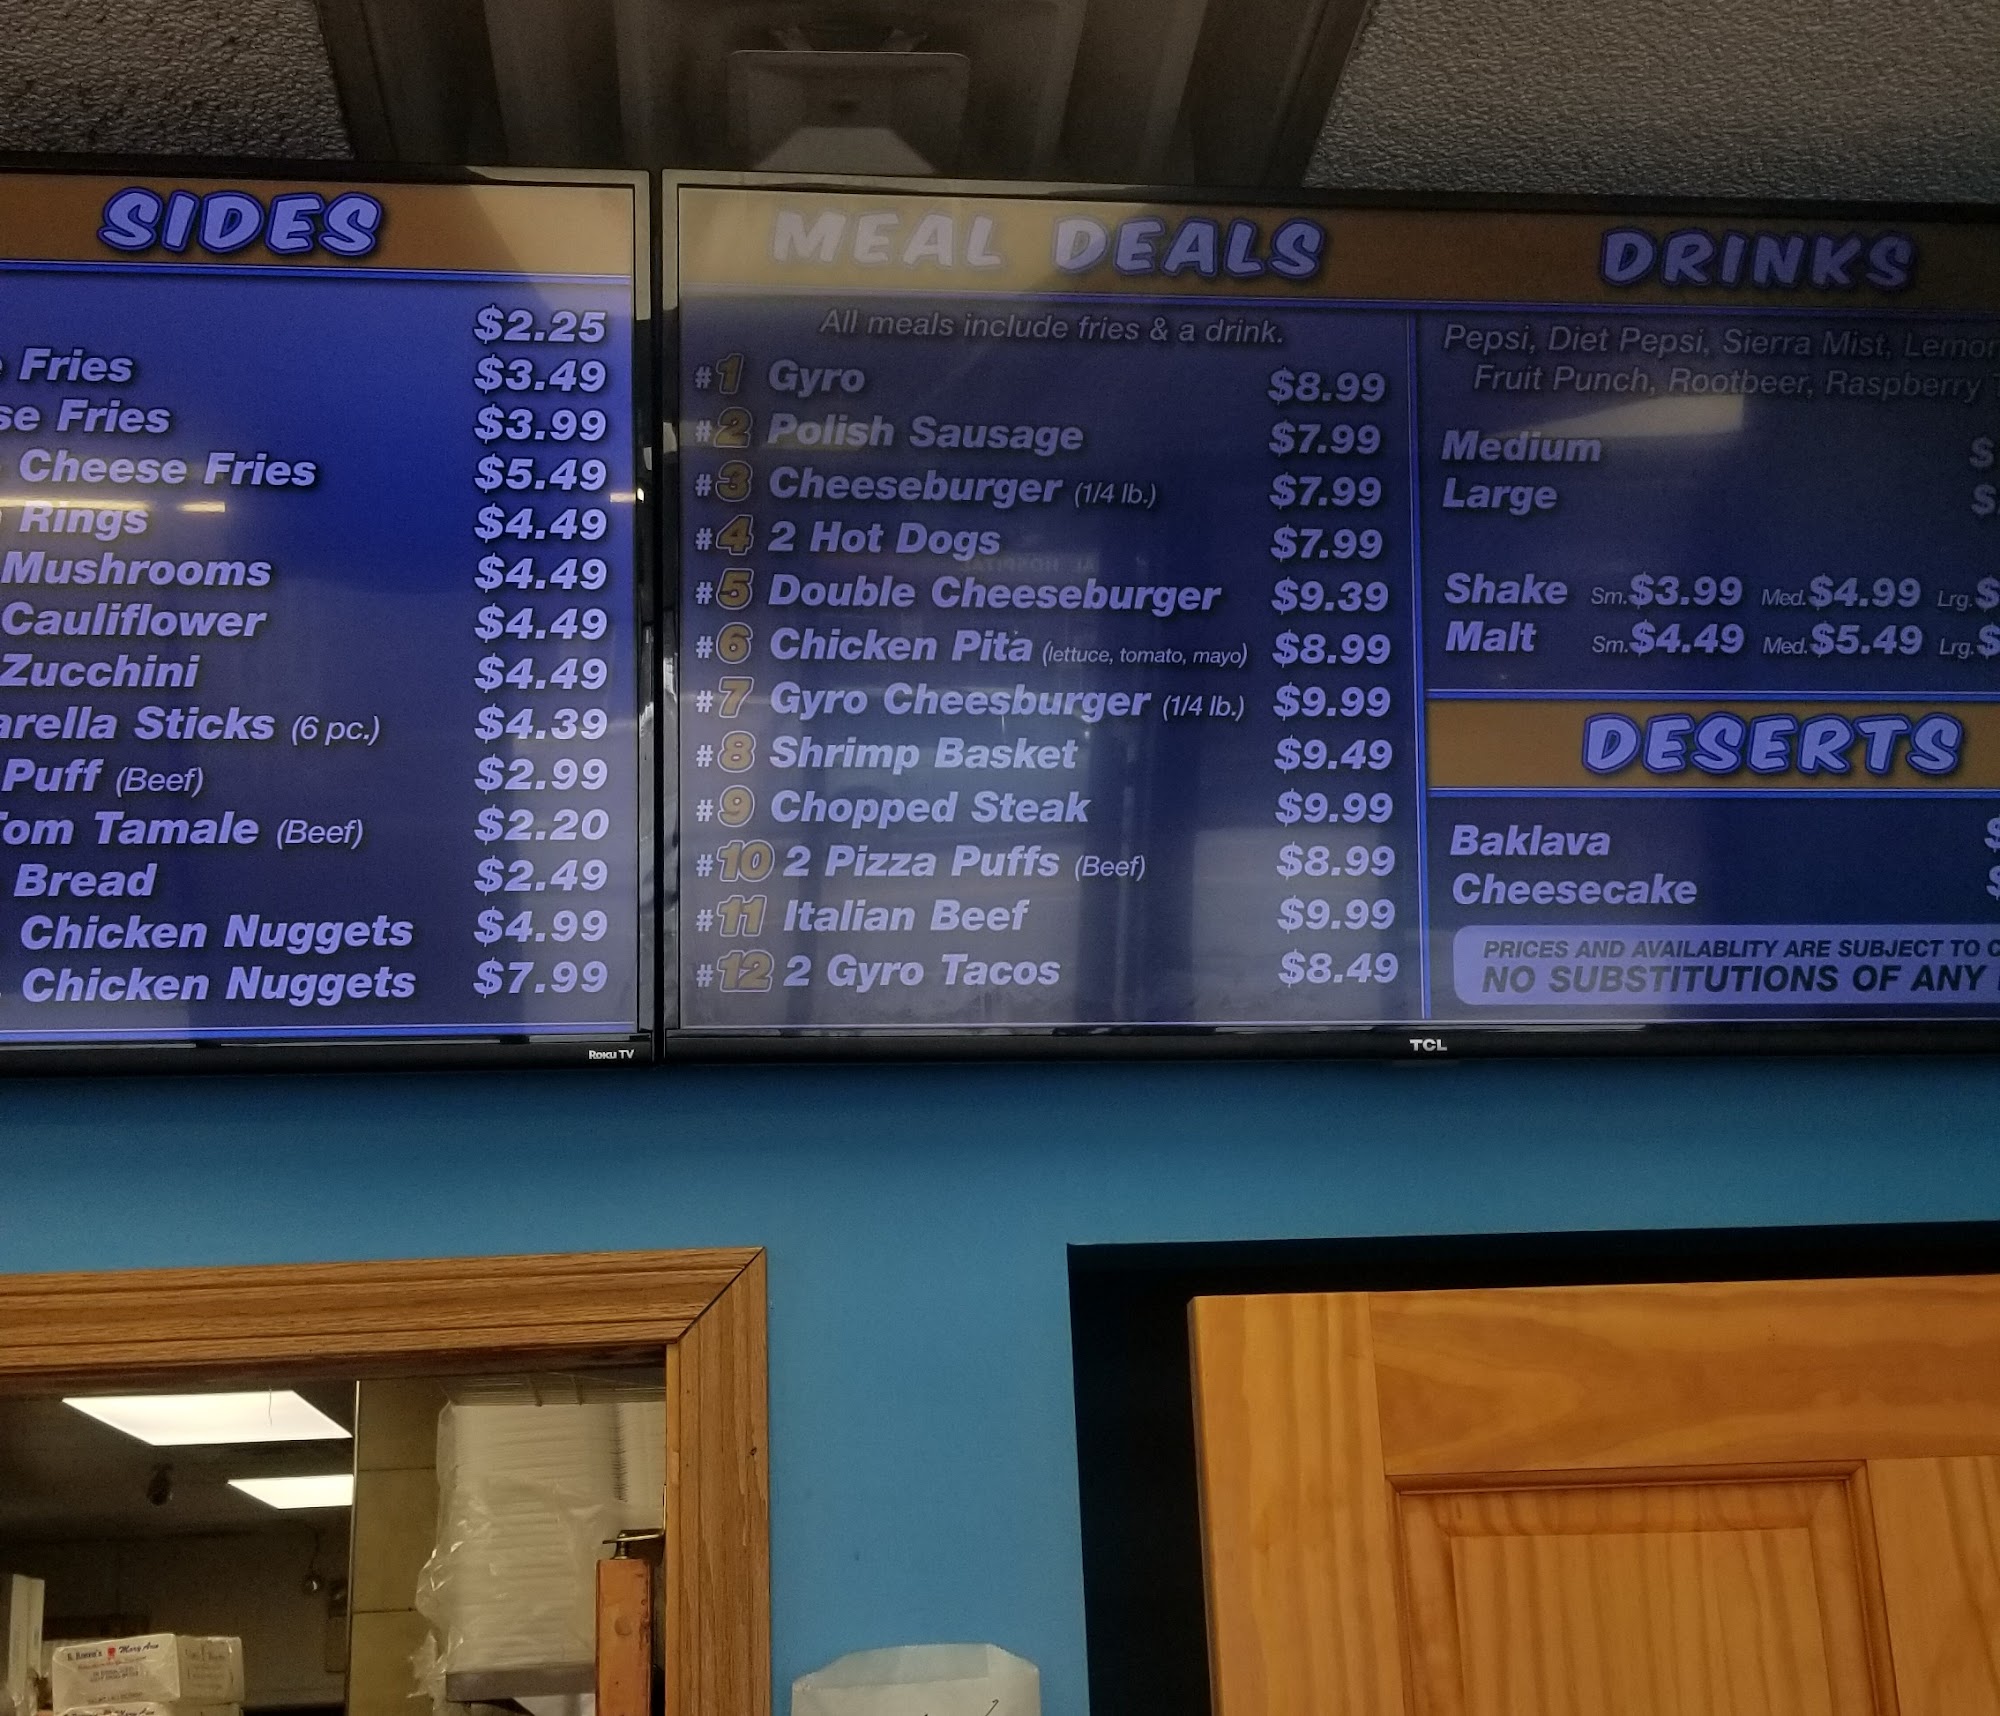 SIDES
$2.25
Fries $3.49
Fries $3.99
Cheese Fries $5.49
Rings $4.49
Mushrooms $4.49
Cauliflower $4.49
Zucchini $4.49
arella Sticks (6 pc.) $4.39
Puff (Beef) $2.99
om Tamale (Beef) $2.20
Bread $2.49
Chicken Nuggets $4.99
Chicken Nuggets $7.99
Roku TV
MEAL DEALS
All meals include fries & a drink.
#1 Gyro $8.99
#2 Polish Sausage $7.99
#3 Cheeseburger (1/4 lb.) $7.99
#4 2 Hot Dogs $7.99
#5 Double Cheeseburger $9.39
#6 Chicken Pita (lettuce, tomato, mayo) $8.99
#7 Gyro Cheesburger (1/4 lb.) $9.99
#8 Shrimp Basket $9.49
#9 Chopped Steak $9.99
#10 2 Pizza Puffs (Beef) $8.99
#11 Italian Beef $9.99
#12 2 Gyro Tacos $8.49
DRINKS
Pepsi, Diet Pepsi, Sierra Mist, Lemon
Fruit Punch, Rootbeer, Raspberry
Medium $
Large $
Shake Sm.$3.99 Med.$4.99 Lrg.$
Malt Sm.$4.49 Med.$5.49 Lrg.$
DESERTS
Baklava $
Cheesecake $
PRICES AND AVAILABLITY ARE SUBJECT TO C
NO SUBSTITUTIONS OF ANY
TCL
Mary Ann